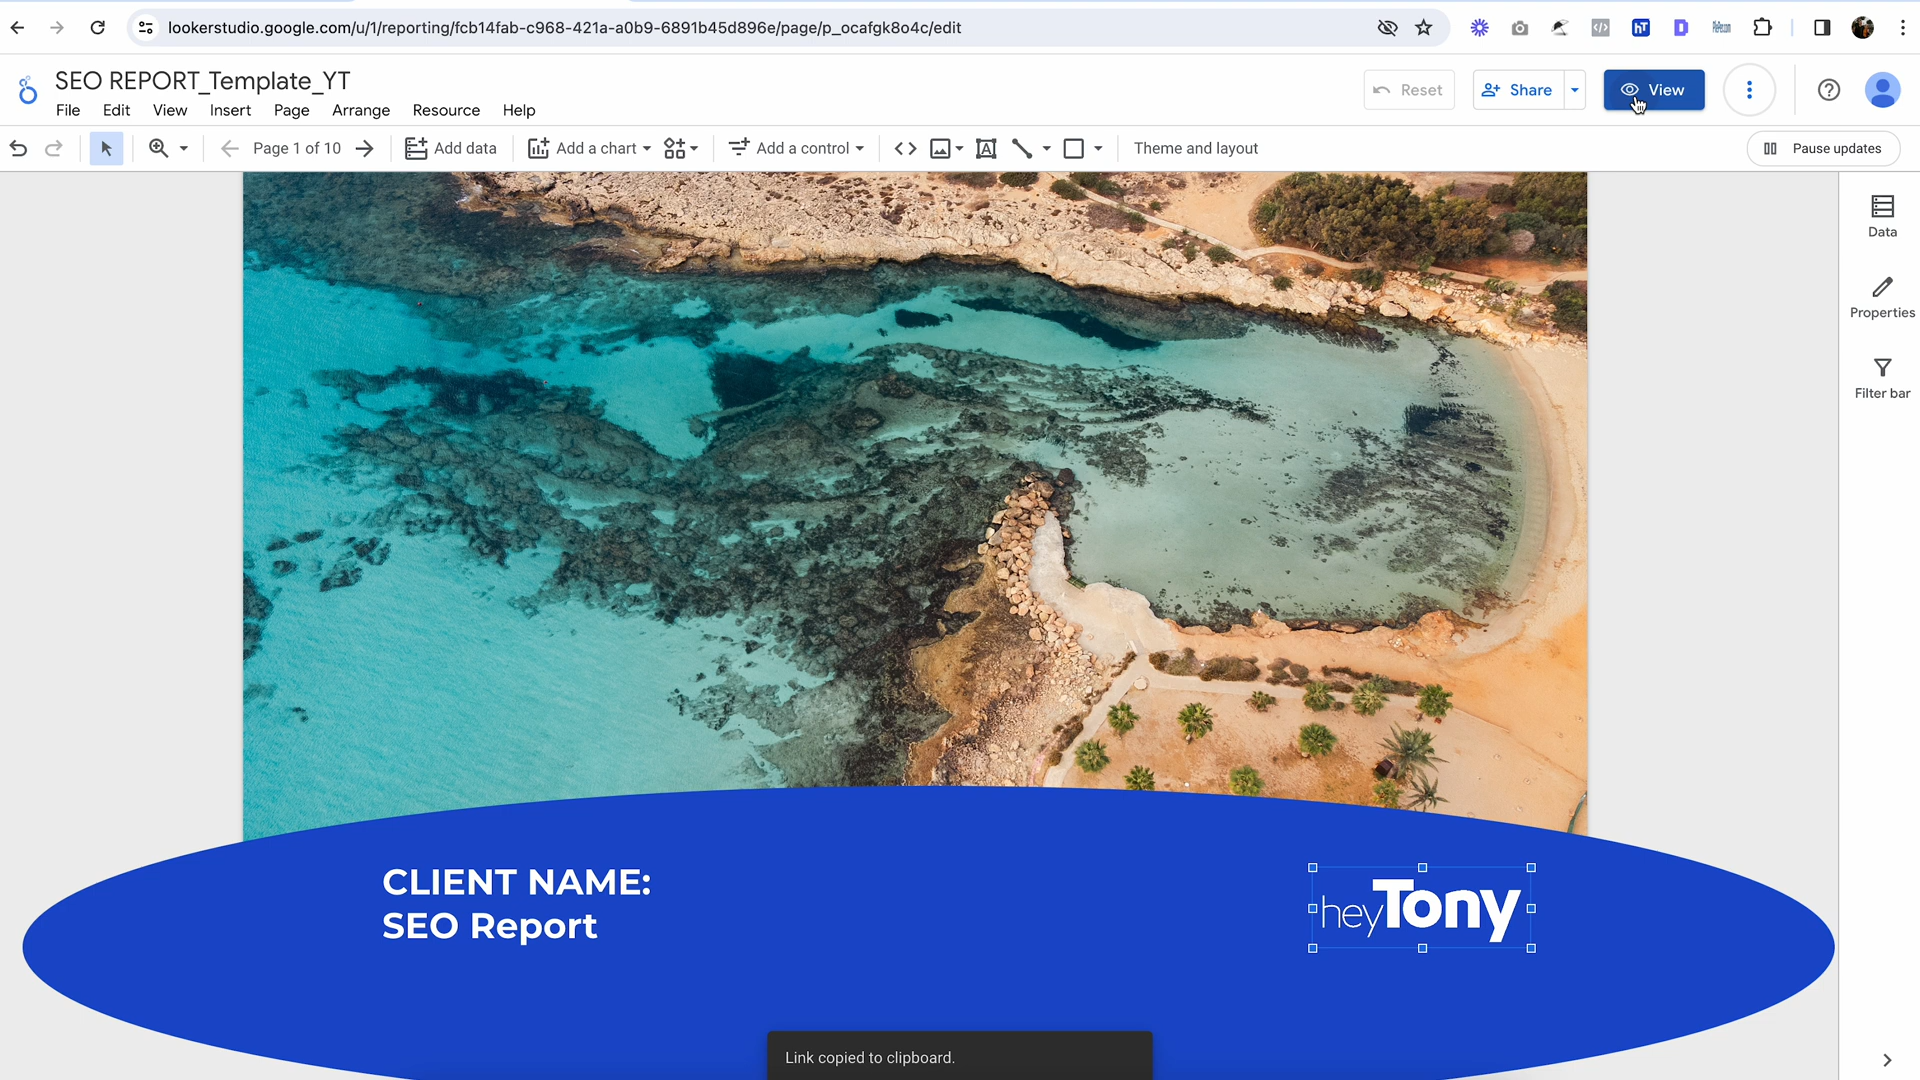 lookerstudio.google.com/u/1/reporting/fcb14fab-c968-421a-a0b9-6891b45d896e/page/p_ocafgk8o4c/edit
SEO REPORT_Template_YT
File Edit View Insert Page Arrange Resource Help
Reset Share View
Page 1 of 10 Add data Add a chart Add a control Theme and layout Pause updates
Data
Properties
Filter bar
CLIENT NAME:
SEO Report
heyTony
Link copied to clipboard.